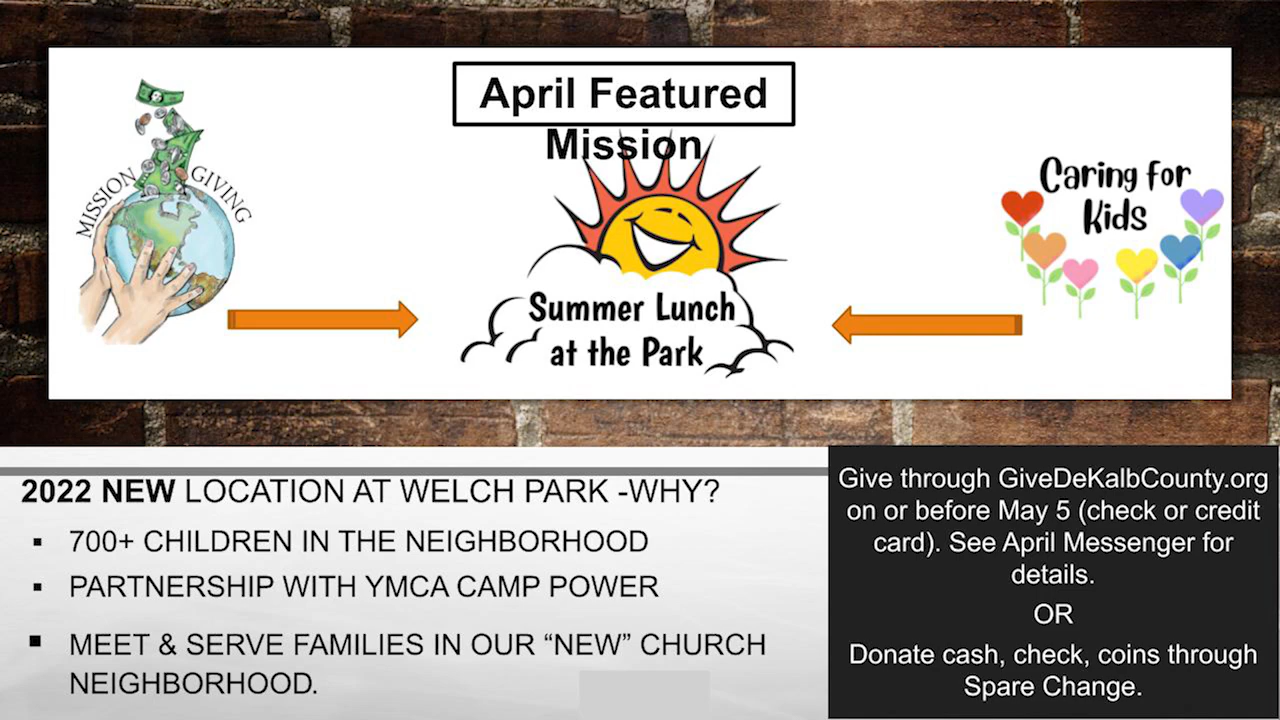 April Featured
Mission
MISSION GIVING
Caring for
Kids
Summer Lunch
at the Park
2022 NEW LOCATION AT WELCH PARK -WHY?
▪ 700+ CHILDREN IN THE NEIGHBORHOOD
▪ PARTNERSHIP WITH YMCA CAMP POWER
▪ MEET & SERVE FAMILIES IN OUR “NEW” CHURCH
NEIGHBORHOOD.
Give through GiveDeKalbCounty.org
on or before May 5 (check or credit
card). See April Messenger for
details.
OR
Donate cash, check, coins through
Spare Change.